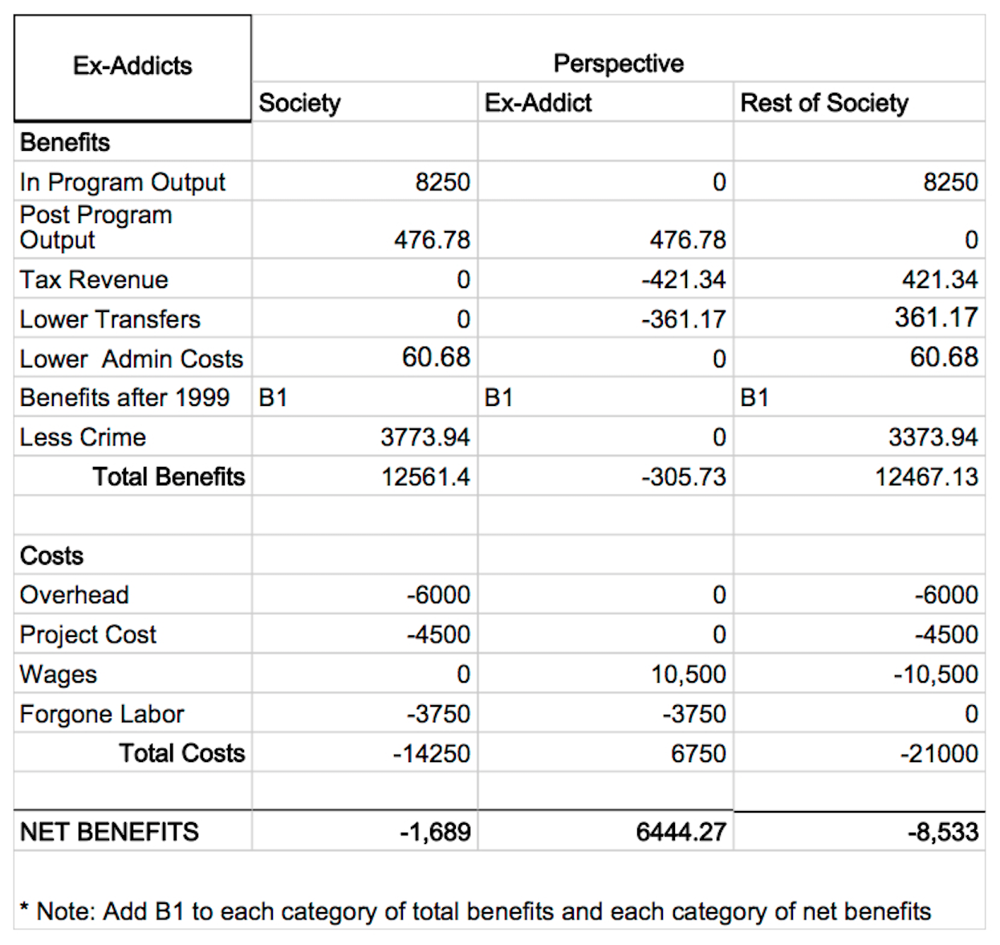 Ex-Addicts Perspective
Society Ex-Addict Rest of Society
Benefits
In Program Output 8250 0 8250
Post Program
Output 476.78 476.78 0
Tax Revenue 0 -421.34 421.34
Lower Transfers 0 -361.17 361.17
Lower Admin Costs 60.68 0 60.68
Benefits after 1999 B1 B1 B1
Less Crime 3773.94 0 3373.94
Total Benefits 12561.4 -305.73 12467.13
Costs
Overhead -6000 0 -6000
Project Cost -4500 0 -4500
Wages 0 10,500 -10,500
Forgone Labor -3750 -3750 0
Total Costs -14250 6750 -21000
NET BENEFITS -1,689 6444.27 -8,533
* Note: Add B1 to each category of total benefits and each category of net benefits